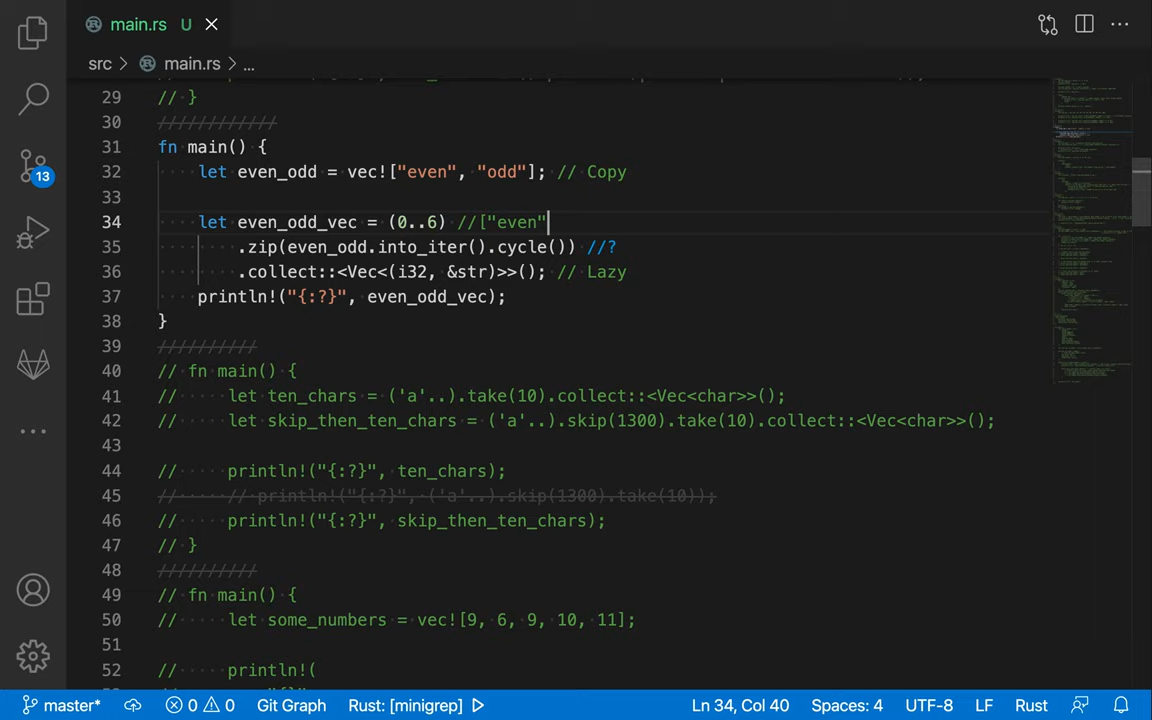 main.rs U
src > main.rs > ...
29 // }
30 ////////////
31 fn main() {
32 let even_odd = vec!["even", "odd"]; // Copy
33
34 let even_odd_vec = (0..6) //["even"
35 .zip(even_odd.into_iter().cycle()) //?
36 .collect::<Vec<(i32, &str)>>(); // Lazy
37 println!("{:?}", even_odd_vec);
38 }
39 //////////
40 // fn main() {
41 // let ten_chars = ('a'..).take(10).collect::<Vec<char>>();
42 // let skip_then_ten_chars = ('a'..).skip(1300).take(10).collect::<Vec<char>>();
43
44 // println!("{:?}", ten_chars);
45 // // println!("{:?}", ('a'..).skip(1300).take(10));
46 // println!("{:?}", skip_then_ten_chars);
47 // }
48 //////////
49 // fn main() {
50 // let some_numbers = vec![9, 6, 9, 10, 11];
51
52 // println!(
13
master* 0 0 Git Graph Rust: [minigrep] Ln 34, Col 40 Spaces: 4 UTF-8 LF Rust